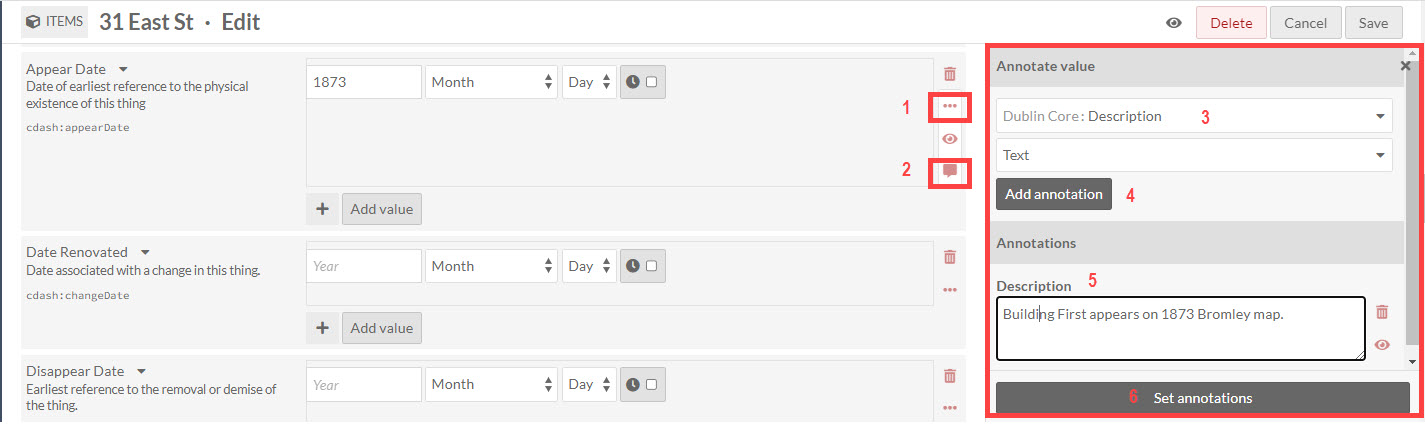 ITEMS 31 East St · Edit Delete Cancel Save
Appear Date
Date of earliest reference to the physical
existence of this thing
cdash:appearDate
1873 Month Day
1
2
+ Add value
Date Renovated
Date associated with a change in this thing.
cdash:changeDate
Year Month Day
+ Add value
Disappear Date
Earliest reference to the removal or demise of
the thing.
Year Month Day
Annotate value
Dublin Core: Description 3
Text
Add annotation 4
Annotations
Description 5
Building First appears on 1873 Bromley map.
6 Set annotations